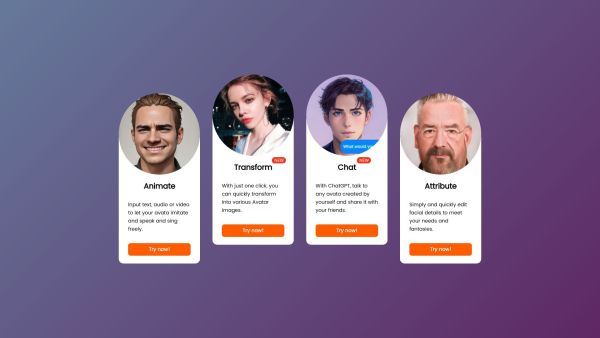 Animate
Input text, audio or video
to let your avata imitate
and speak and sing
freely.
Try now!
NEW
Transform
With just one click, you
can quickly transform
into various Avatar
images.
Try now!
What would yo
NEW
Chat
With ChatGPT, talk to
any avata created by
yourself and share it with
your friends.
Try now!
Attribute
Simply and quickly edit
facial details to meet
your needs and
fantasies.
Try now!